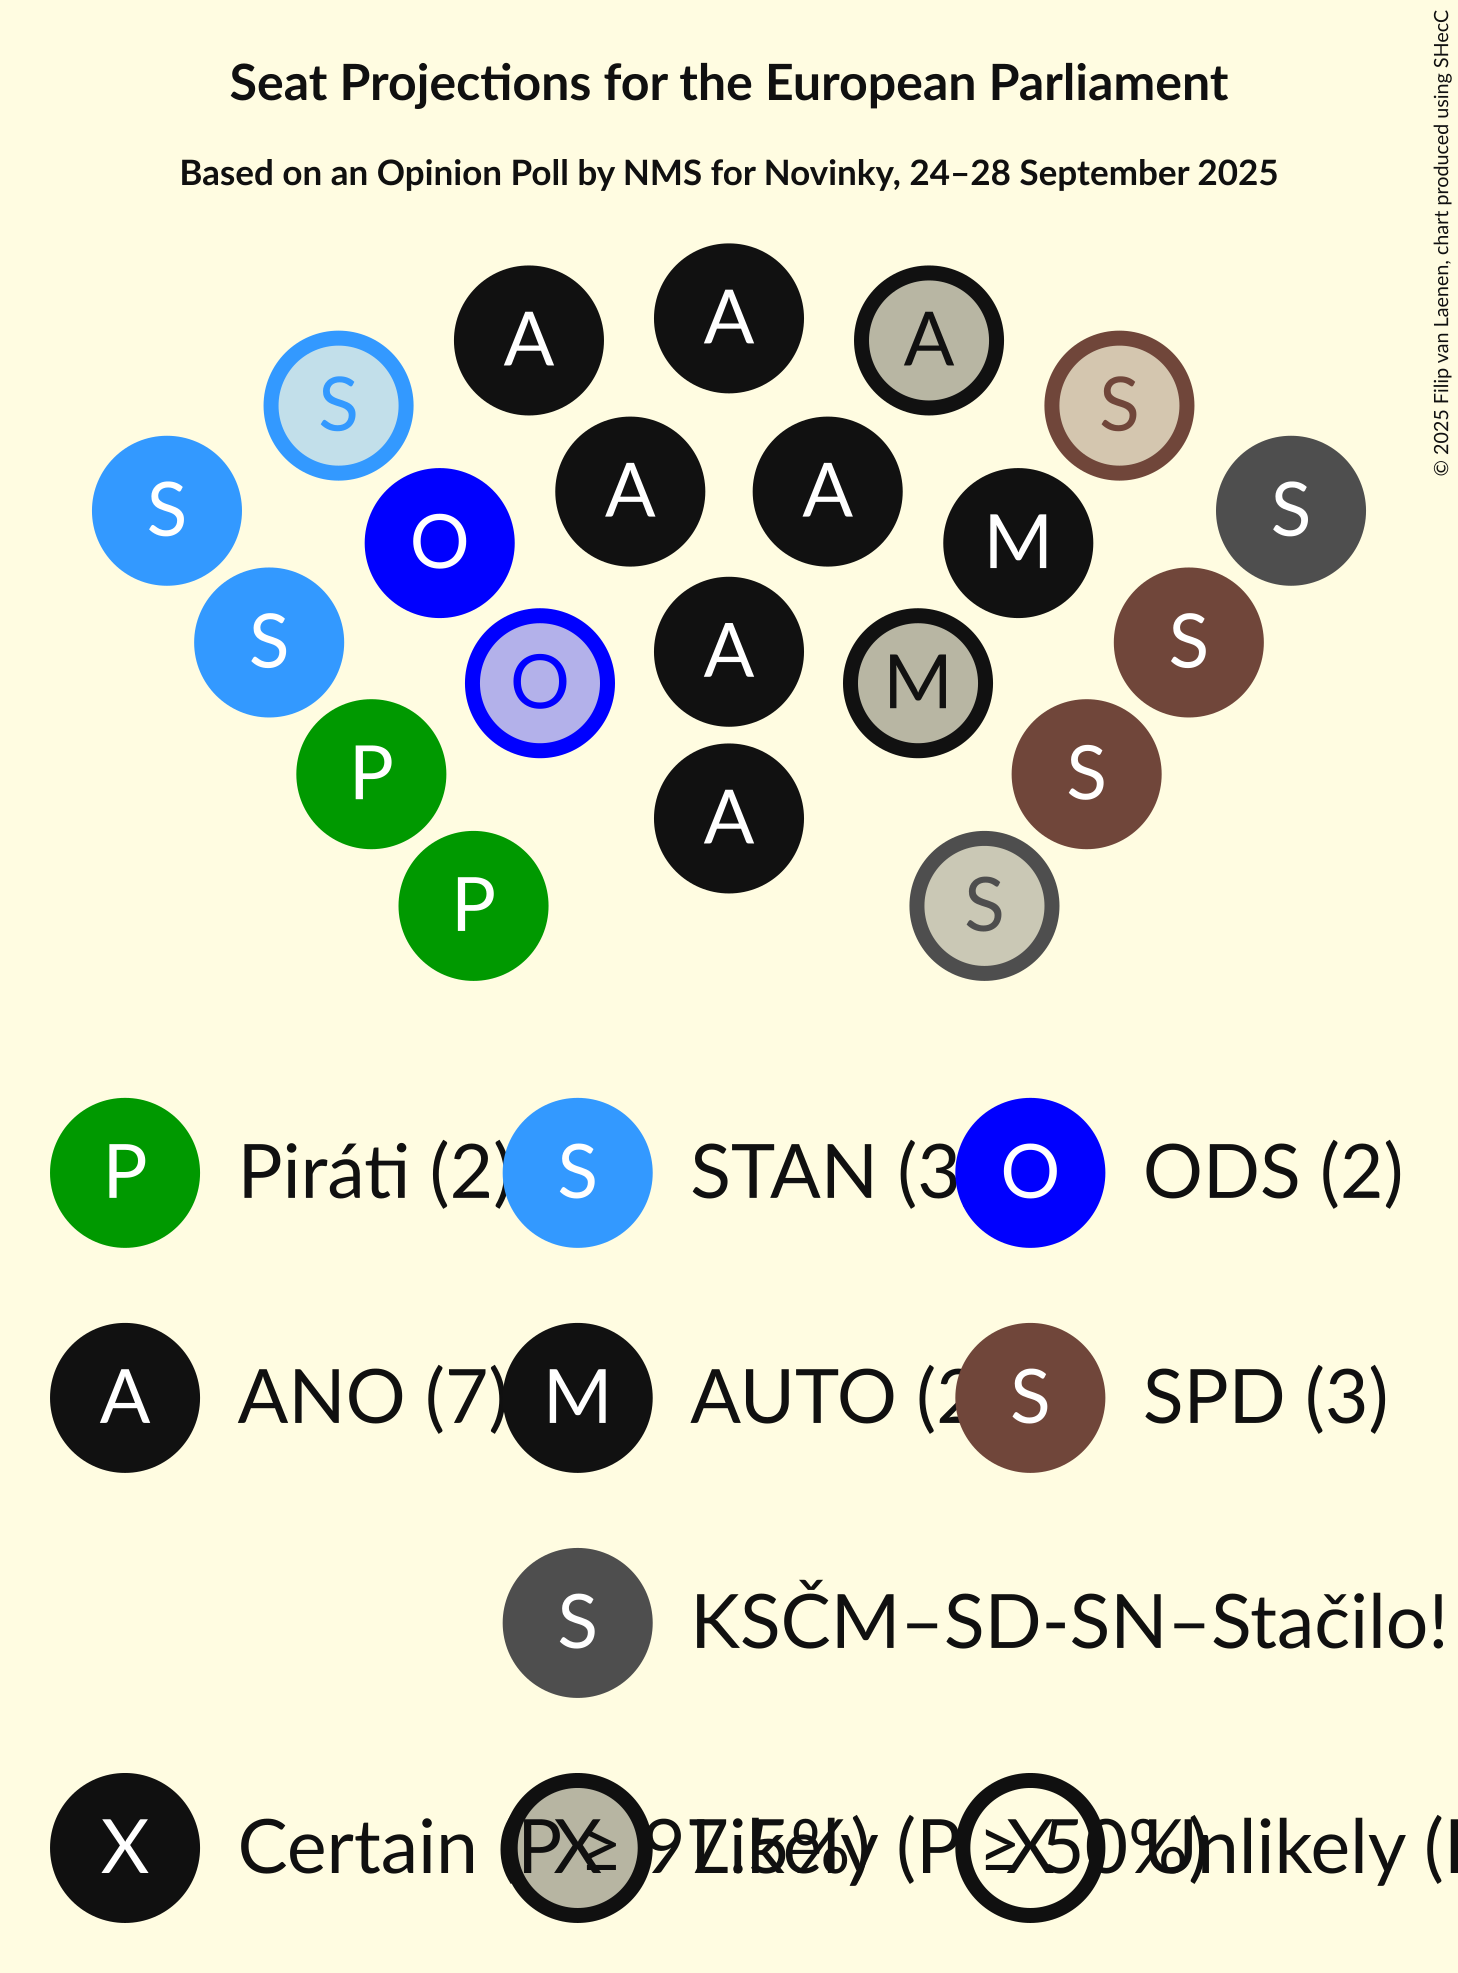 Seat Projections for the European Parliament
Based on an Opinion Poll by NMS for Novinky, 24–28 September 2025
© 2025 Filip van Laenen, chart produced using SHecC
A
A A
S S
S S
A A
O M
S S
A
O M
P S
A
P S
P Piráti (2) S STAN (3 O ODS (2)
A ANO (7) M AUTO (2 S SPD (3)
S KSČM–SD-SN–Stačilo!
X Certain (P ≥ 97.5%) X Likely (P ≥ 50%) X Unlikely (